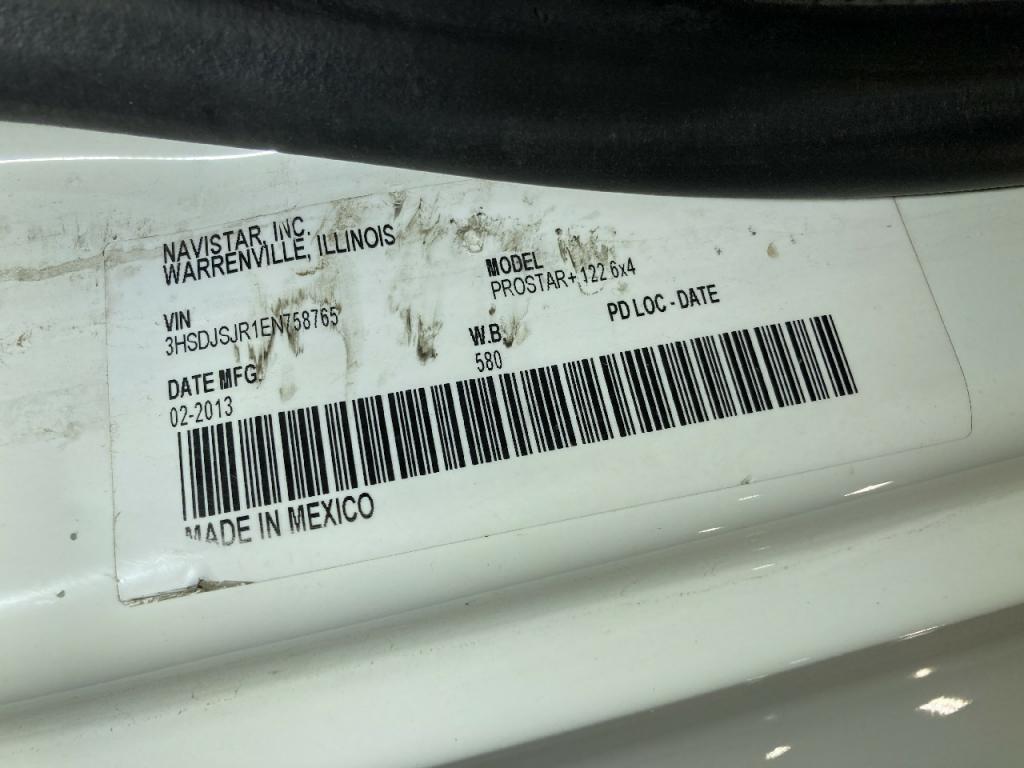 NAVISTAR, INC.
WARRENVILLE, ILLINOIS
MODEL
PROSTAR+ 122 6x4
VIN
3HSDJSJR1EN758765
W.B.
580
PD LOC - DATE
DATE MFG.
02-2013
MADE IN MEXICO